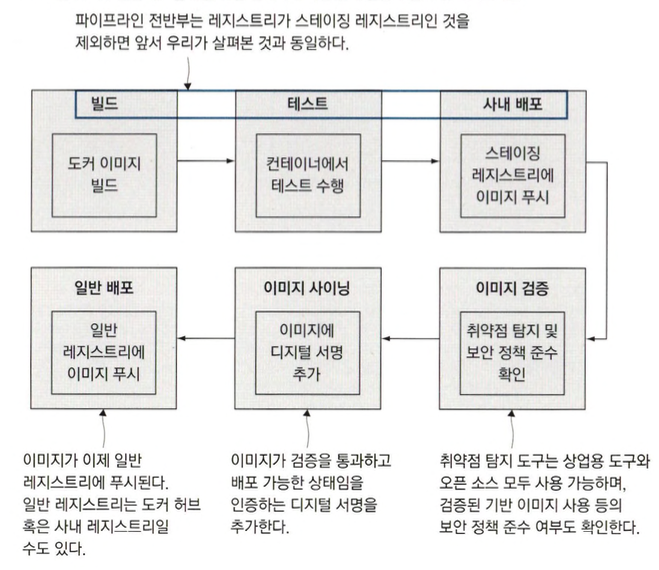 파이프라인 전반부는 레지스트리가 스테이징 레지스트리인 것을
제외하면 앞서 우리가 살펴본 것과 동일하다.
빌드
도커 이미지
빌드
테스트
컨테이너에서
테스트 수행
사내 배포
스테이징
레지스트리에
이미지 푸시
이미지 검증
취약점 탐지 및
보안 정책 준수
확인
이미지 사이닝
이미지에
디지털 서명
추가
일반 배포
일반
레지스트리에
이미지 푸시
이미지가 이제 일반
레지스트리에 푸시된다.
일반 레지스트리는 도커 허브
혹은 사내 레지스트리일
수도 있다.
이미지가 검증을 통과하고
배포 가능한 상태임을
인증하는 디지털 서명을
추가한다.
취약점 탐지 도구는 상업용 도구와
오픈 소스 모두 사용 가능하며,
검증된 기반 이미지 사용 등의
보안 정책 준수 여부도 확인한다.